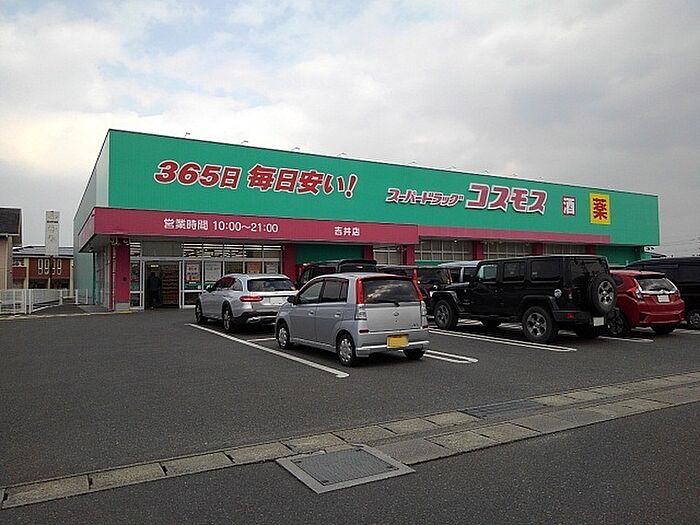 365日 毎日安い!
スーパードラッグ コスモス 酒 薬
営業時間 10:00〜21:00 吉井店